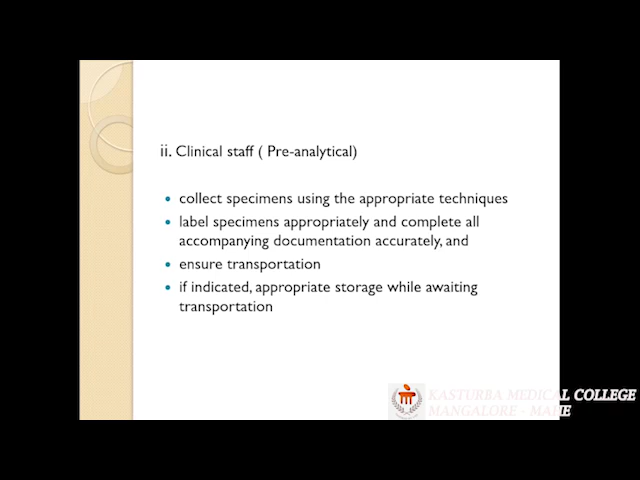 ii. Clinical staff ( Pre-analytical)
collect specimens using the appropriate techniques
label specimens appropriately and complete all
accompanying documentation accurately, and
ensure transportation
if indicated, appropriate storage while awaiting
transportation
KASTURBA MEDICAL COLLEGE
MANGALORE - MAHE